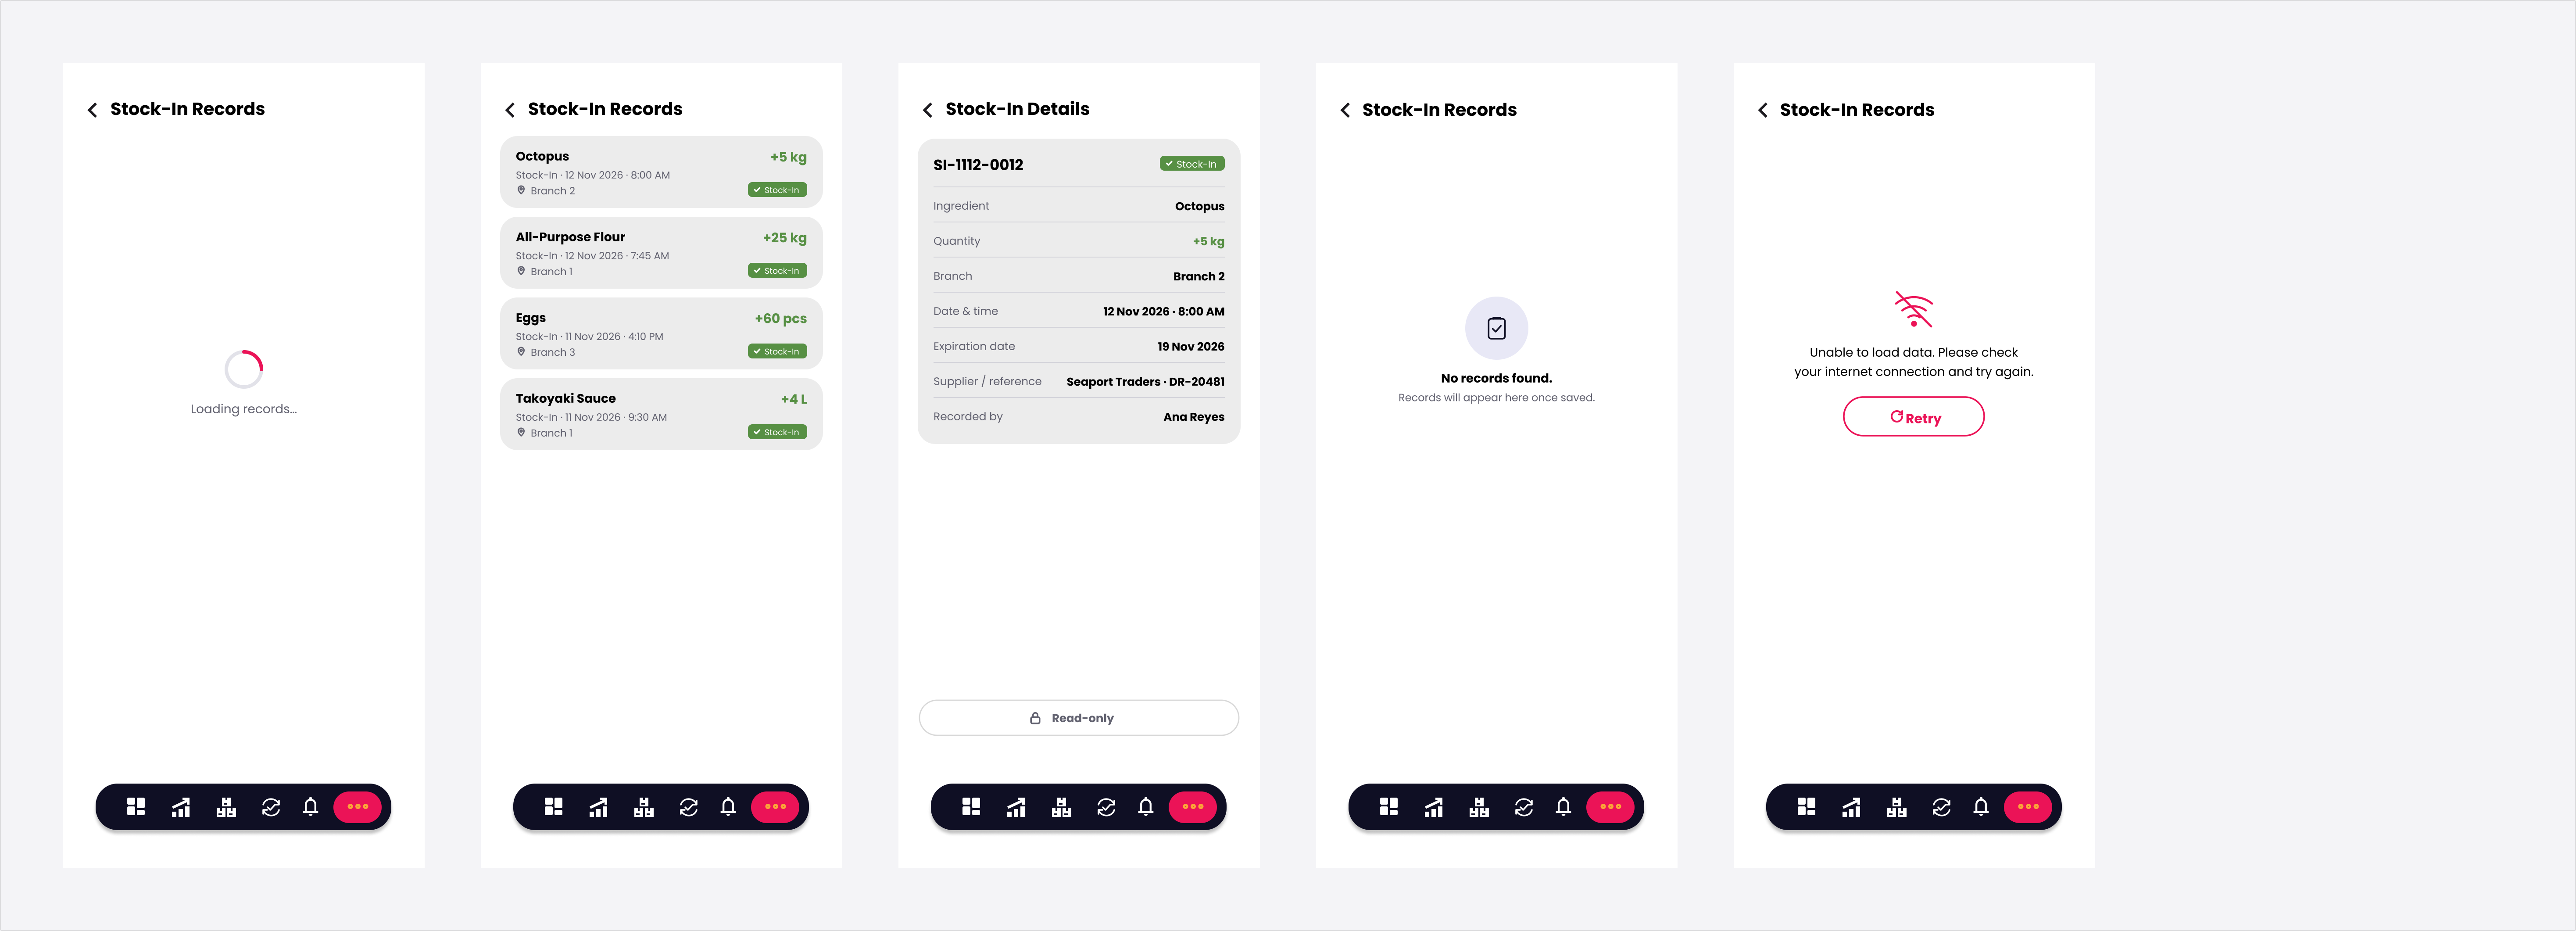 Stock-In Records
Loading records...
Stock-In Records
Octopus
+5 kg
Stock-In · 12 Nov 2026 · 8:00 AM
Branch 2
Stock-In
All-Purpose Flour
+25 kg
Stock-In · 12 Nov 2026 · 7:45 AM
Branch 1
Stock-In
Eggs
+60 pcs
Stock-In · 11 Nov 2026 · 4:10 PM
Branch 3
Stock-In
Takoyaki Sauce
+4 L
Stock-In · 11 Nov 2026 · 9:30 AM
Branch 1
Stock-In
Stock-In Details
SI-1112-0012
Stock-In
Ingredient
Octopus
Quantity
+5 kg
Branch
Branch 2
Date & time
12 Nov 2026 · 8:00 AM
Expiration date
19 Nov 2026
Supplier / reference
Seaport Traders · DR-20481
Recorded by
Ana Reyes
Read-only
Stock-In Records
No records found.
Records will appear here once saved.
Stock-In Records
Unable to load data. Please check
your internet connection and try again.
Retry